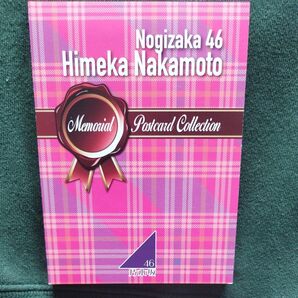 Nogizaka 46
Himeka Nakamoto
Memorial Postcard Collection
46